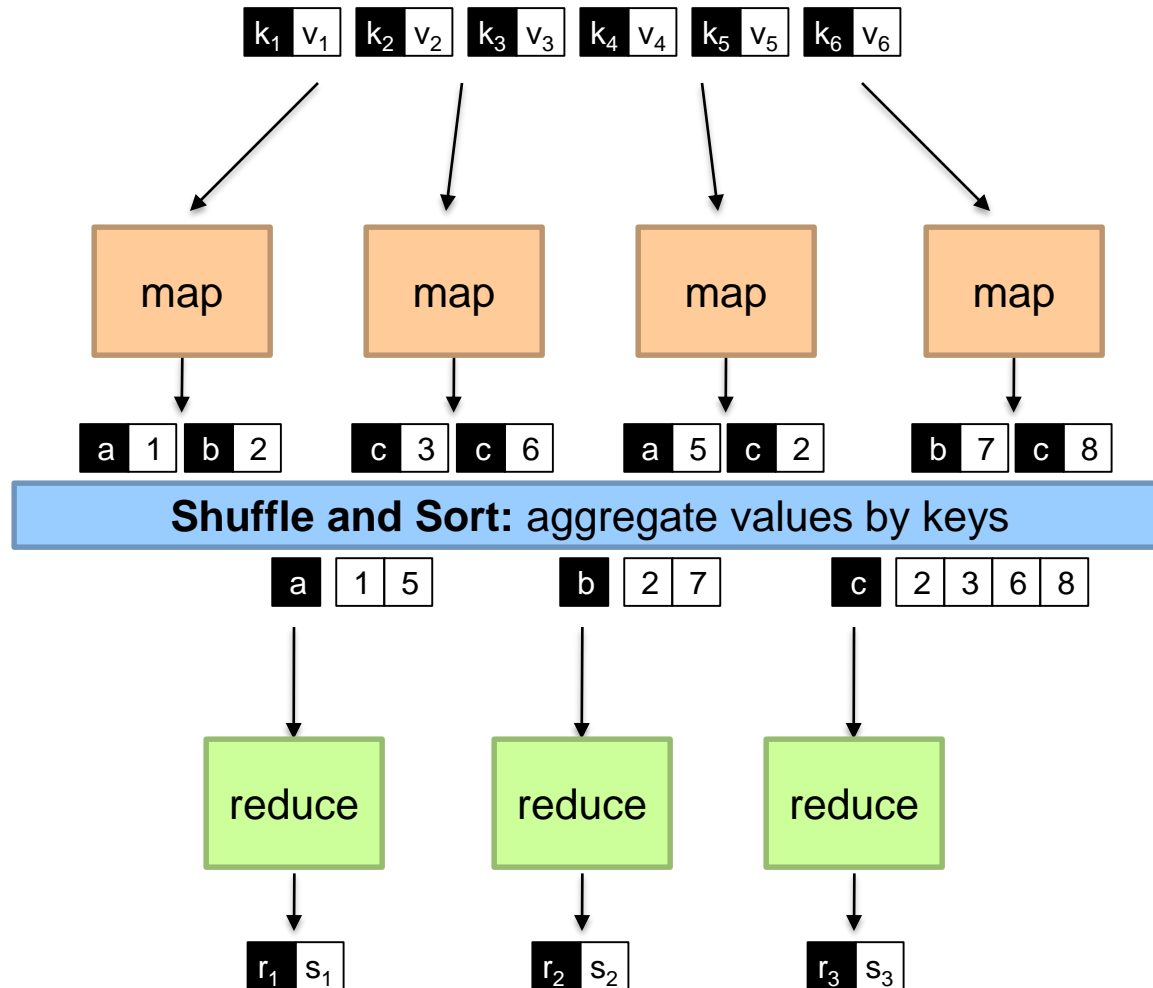 k₁ v₁ k₂ v₂ k₃ v₃ k₄ v₄ k₅ v₅ k₆ v₆
map map map map
a 1 b 2 c 3 c 6 a 5 c 2 b 7 c 8
Shuffle and Sort: aggregate values by keys
a 1 5 b 2 7 c 2 3 6 8
reduce reduce reduce
r₁ s₁ r₂ s₂ r₃ s₃